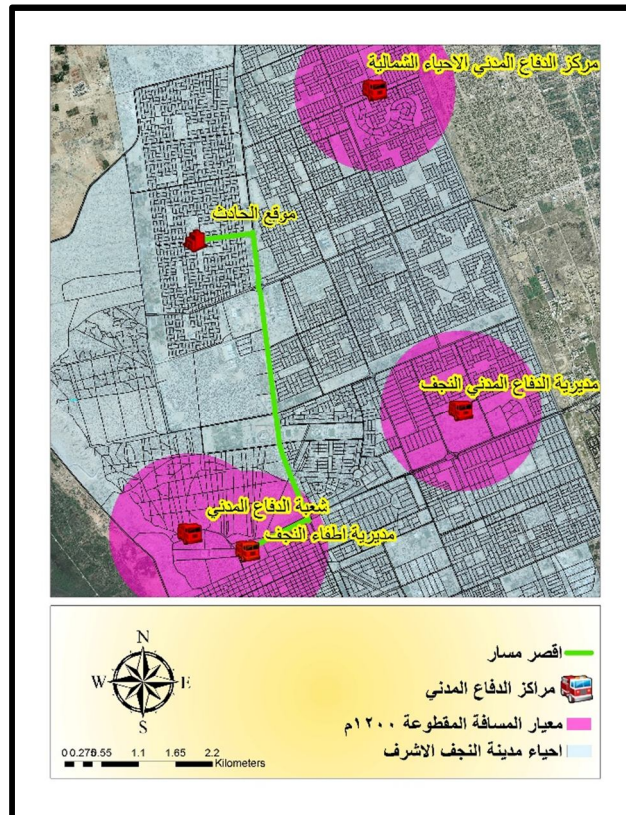 مركز الدفاع المدني الاحياء الشمالية
موقع الحادث
مديرية الدفاع المدني النجف
شعبة الدفاع المدني
مديرية اطفاء النجف
N
W E
S
اقصر مسار
مراكز الدفاع المدني
معيار المسافة المقطوعة ١٢٠٠م
احياء مدينة النجف الاشرف
0 0.275 0.55 1.1 1.65 2.2
Kilometers